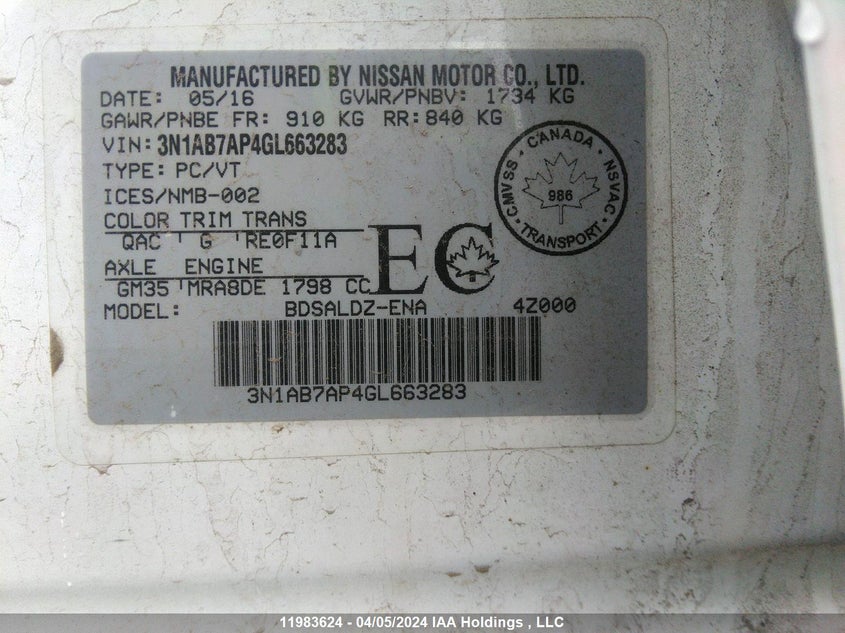 MANUFACTURED BY NISSAN MOTOR CO., LTD.
DATE: 05/16 GVWR/PNBV: 1734 KG
GAWR/PNBE FR: 910 KG RR:840 KG
VIN: 3N1AB7AP4GL663283
TYPE: PC/VT
ICES/NMB-002
COLOR TRIM TRANS
QAC G RE0F11A
AXLE ENGINE
GM35 MRA8DE 1798 CC
EC
CANADA
CMVSS NSVAC
986
TRANSPORT
MODEL: BDSALDZ-ENA 4Z000
3N1AB7AP4GL663283
11983624 - 04/05/2024 IAA Holdings , LLC